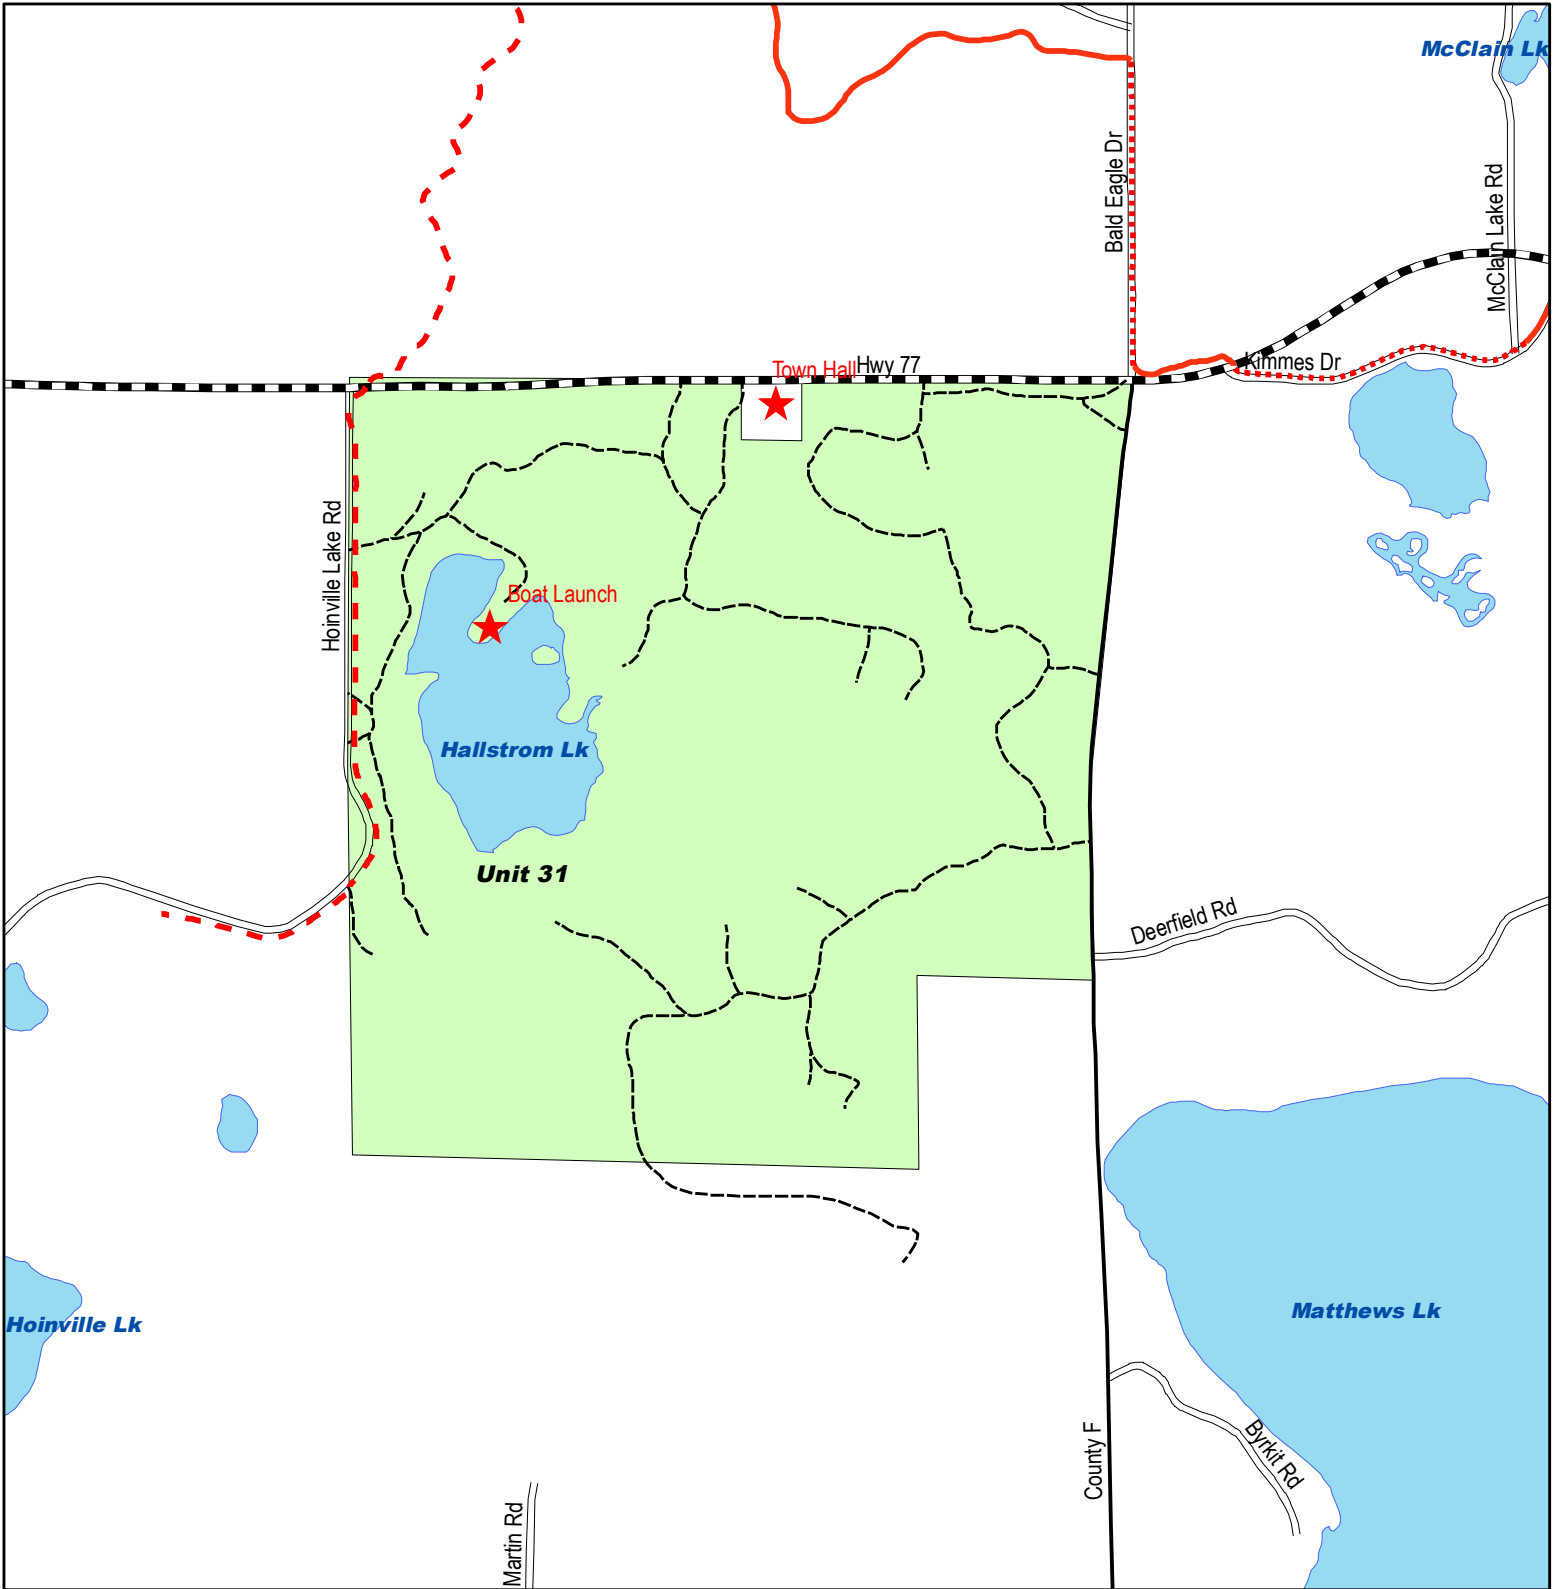 McClain Lk
Bald Eagle Dr
McClain Lake Rd
Town Hall
Hwy 77
Kimmes Dr
Hoinville Lake Rd
Boat Launch
Hallstrom Lk
Unit 31
Deerfield Rd
Hoinville Lk
Matthews Lk
County F
Byrkit Rd
Martin Rd